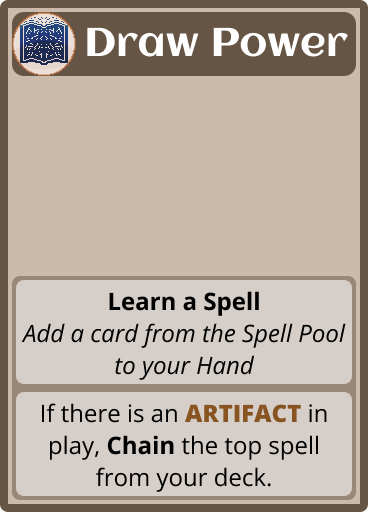 Draw Power
Learn a Spell
Add a card from the Spell Pool
to your Hand
If there is an ARTIFACT in
play, Chain the top spell
from your deck.